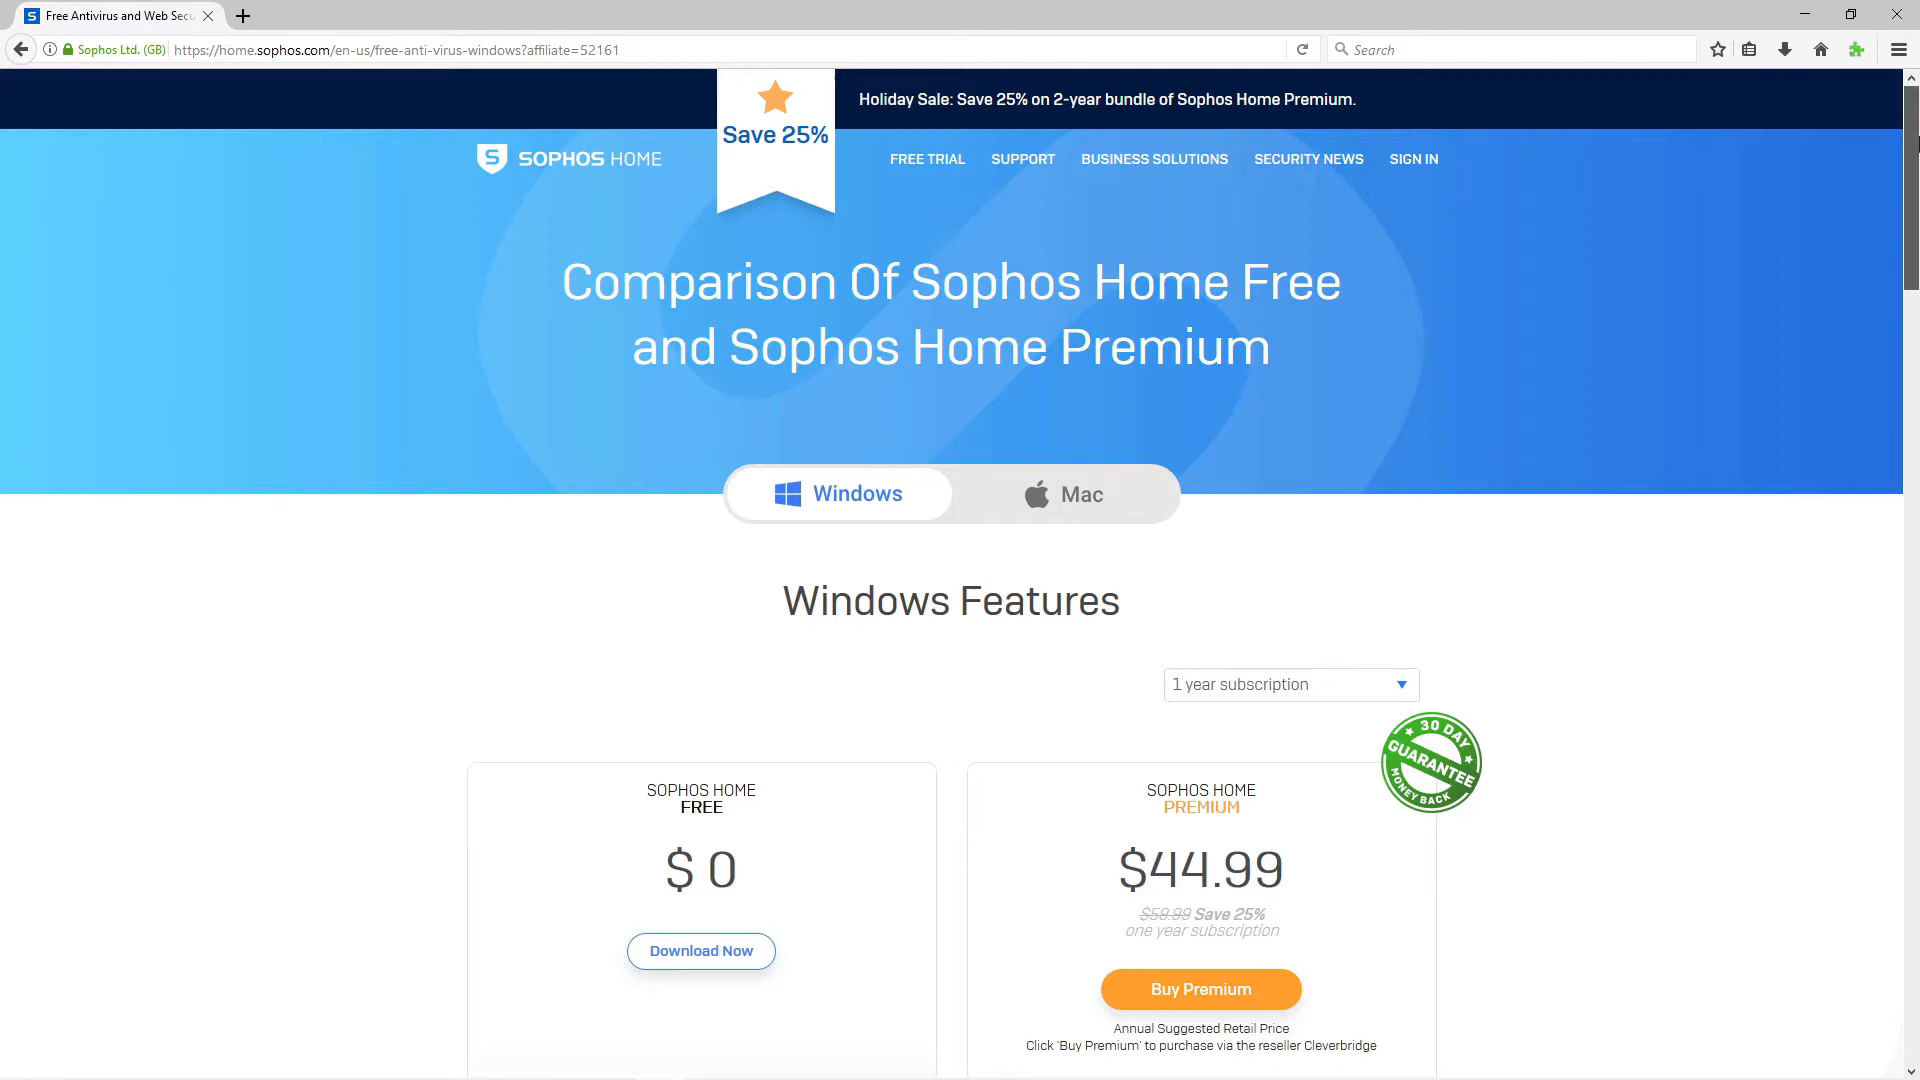 Free Antivirus and Web Secu
Sophos Ltd. (GB)
https://home.sophos.com/en-us/free-anti-virus-windows?affiliate=52161
Search
Save 25%
Holiday Sale: Save 25% on 2-year bundle of Sophos Home Premium.
SOPHOS HOME
FREE TRIAL
SUPPORT
BUSINESS SOLUTIONS
SECURITY NEWS
SIGN IN
Comparison Of Sophos Home Free
and Sophos Home Premium
Windows
Mac
Windows Features
1 year subscription
30 DAY
GUARANTEE
MONEY BACK
SOPHOS HOME
FREE
$ 0
Download Now
SOPHOS HOME
PREMIUM
$44.99
$59.99 Save 25%
one year subscription
Buy Premium
Annual Suggested Retail Price
Click 'Buy Premium' to purchase via the reseller Cleverbridge